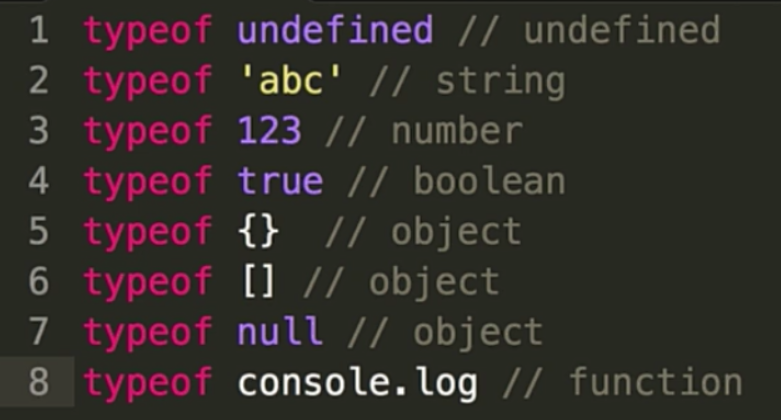 1 typeof undefined // undefined
2 typeof 'abc' // string
3 typeof 123 // number
4 typeof true // boolean
5 typeof {}  // object
6 typeof [] // object
7 typeof null // object
8 typeof console.log // function